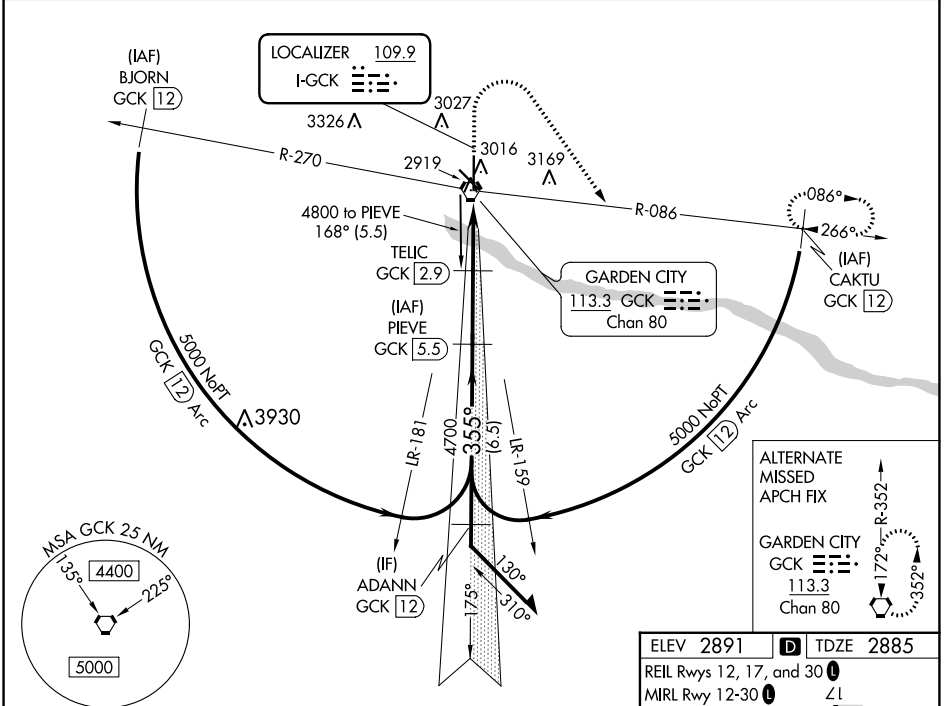 (IAF)
BJORN
GCK 12
LOCALIZER 109.9
I-GCK
3326
3027
R-270
2919
3016
3169
4800 to PIEVE
168° (5.5)
R-086
086°
266°
(IAF)
CAKTU
GCK 12
TELIC
GCK 2.9
GARDEN CITY
113.3 GCK
Chan 80
(IAF)
PIEVE
GCK 5.5
5000 NoPT
GCK 12 Arc
3930
LR-181
4700
355°
(6.5)
LR-159
5000 NoPT
GCK 12 Arc
ALTERNATE
MISSED
APCH FIX
R-352
GARDEN CITY
GCK
113.3
Chan 80
172°
352°
MSA GCK 25 NM
135°
4400
225°
5000
(IF)
ADANN
GCK 12
130°
310°
175°
ELEV 2891 D TDZE 2885
REIL Rwys 12, 17, and 30 L
MIRL Rwy 12-30 L
17